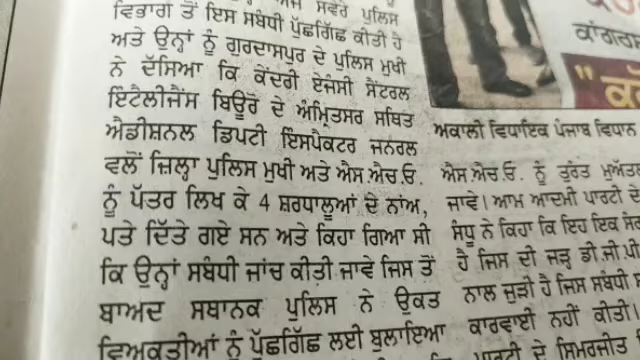 ਵਿਭਾਗ ਤੋਂ ਇਸ ਸਬੰਧੀ ਪੁੱਛਗਿੱਛ ਕੀਤੀ ਹੈ
ਅਤੇ ਉਨ੍ਹਾਂ ਨੂੰ ਗੁਰਦਾਸਪੁਰ ਦੇ ਪੁਲਿਸ ਮੁਖੀ
ਨੇ ਦੱਸਿਆ ਕਿ ਕੇਂਦਰੀ ਏਜੰਸੀ ਸੈਂਟਰਲ
ਇੰਟੈਲੀਜੈਂਸ ਬਿਊਰੋ ਦੇ ਅੰਮ੍ਰਿਤਸਰ ਸਥਿਤ
ਐਡੀਸ਼ਨਲ ਡਿਪਟੀ ਇੰਸਪੈਕਟਰ ਜਨਰਲ
ਵਲੋਂ ਜ਼ਿਲ੍ਹਾ ਪੁਲਿਸ ਮੁਖੀ ਅਤੇ ਐਸ.ਐਚ.ਓ.
ਨੂੰ ਪੱਤਰ ਲਿਖ ਕੇ 4 ਸ਼ਰਧਾਲੂਆਂ ਦੇ ਨਾਂਅ,
ਪਤੇ ਦਿੱਤੇ ਗਏ ਸਨ ਅਤੇ ਕਿਹਾ ਗਿਆ ਸੀ
ਕਿ ਉਨ੍ਹਾਂ ਸਬੰਧੀ ਜਾਂਚ ਕੀਤੀ ਜਾਵੇ ਜਿਸ ਤੋਂ
ਬਾਅਦ ਸਥਾਨਕ ਪੁਲਿਸ ਨੇ ਉਕਤ
ਵਿਅਕਤੀਆਂ ਨੂੰ ਪੁੱਛਗਿੱਛ ਲਈ ਬੁਲਾਇਆ
ਅਕਾਲੀ ਵਿਧਾਇਕ ਪੰਜਾਬ ਵਿਧਾਨ
ਐਸ.ਐਚ.ਓ. ਨੂੰ ਤੁਰੰਤ
ਜਾਵੇ। ਆਮ ਆਦਮੀ ਪਾਰਟੀ ਦੇ
ਸੰਧੂ ਨੇ ਕਿਹਾ ਕਿ ਇਹ ਇਕ
ਹੈ ਜਿਸ ਦੀ ਜੜ੍ਹ ਡੀ.ਜੀ.ਪੀ.
ਨਾਲ ਜੁੜੀ ਹੈ ਜਿਸ ਸਬੰਧੀ
ਕਾਰਵਾਈ ਨਹੀਂ ਕੀਤੀ।
ਦੇ ਸਿਮਰਜੀਤ